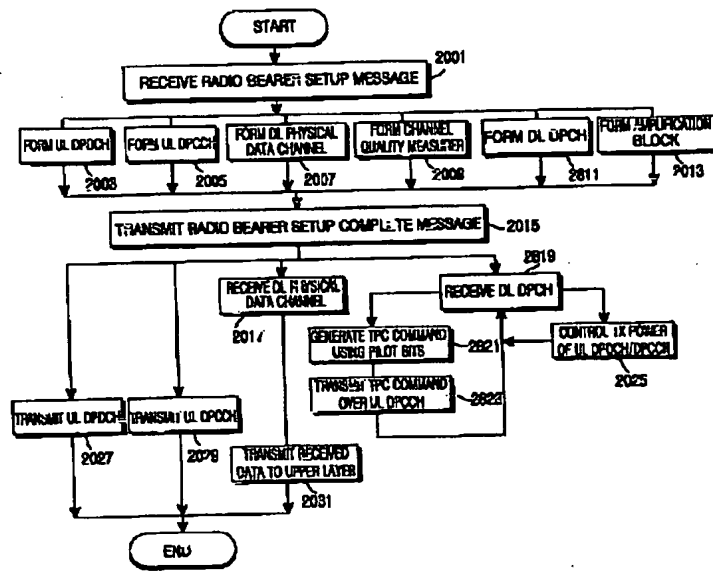 START
2001
RECEIVE RADIO BEARER SETUP MESSAGE
FORM UL DPDCH
FORM UL DPCCH
FORM DL PHYSICAL
DATA CHANNEL
FORM CHANNEL
QUALITY MEASURER
FORM DL DPCH
FORM AMPLIFICATION
BLOCK
2003
2005
2007
2009
2011
2013
TRANSMIT RADIO BEARER SETUP COMPLETE MESSAGE
2015
RECEIVE DL PHYSICAL
DATA CHANNEL
2017
2019
RECEIVE DL DPCH
GENERATE TPC COMMAND
USING PILOT BITS
2021
CONTROL TX POWER
OF UL DPDCH/DPCCH
2025
TRANSMIT TPC COMMAND
OVER UL DPCCH
2023
TRANSMIT UL DPDCH
TRANSMIT UL DPCCH
2027
2029
TRANSMIT RECEIVED
DATA TO UPPER LAYER
2031
END